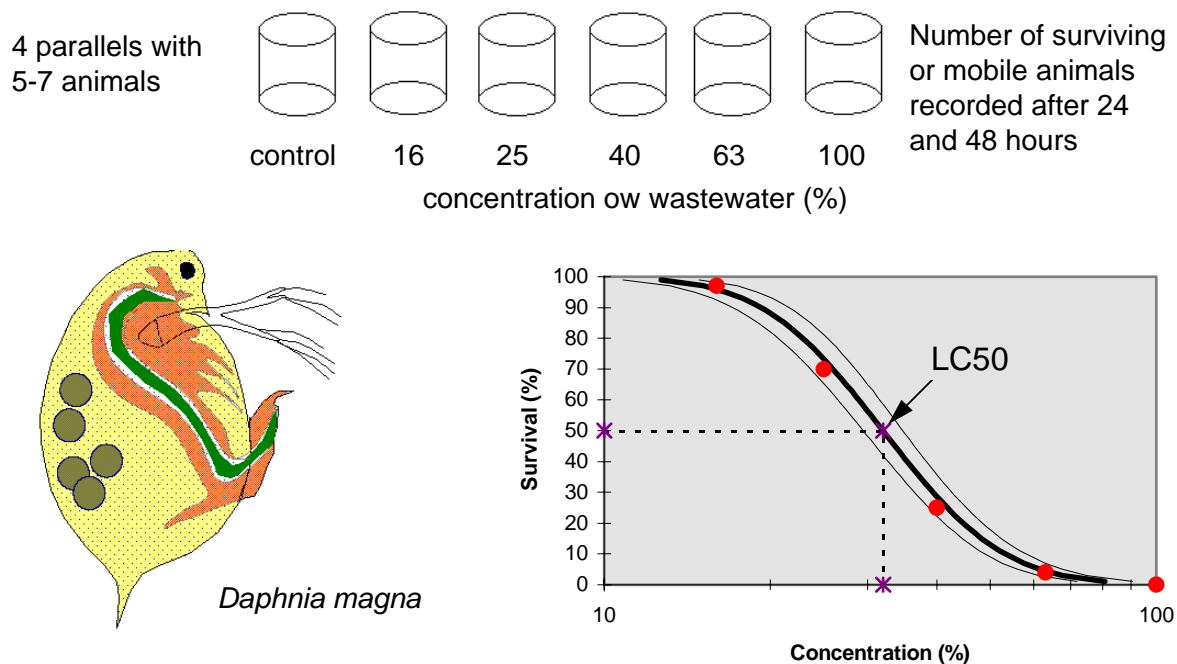 4 parallels with
5-7 animals
Number of surviving
or mobile animals
recorded after 24
and 48 hours
control 16 25 40 63 100
concentration ow wastewater (%)
Daphnia magna
100
90
80
70
60
50
40
30
20
10
0
Survival (%)
LC50
10 100
Concentration (%)